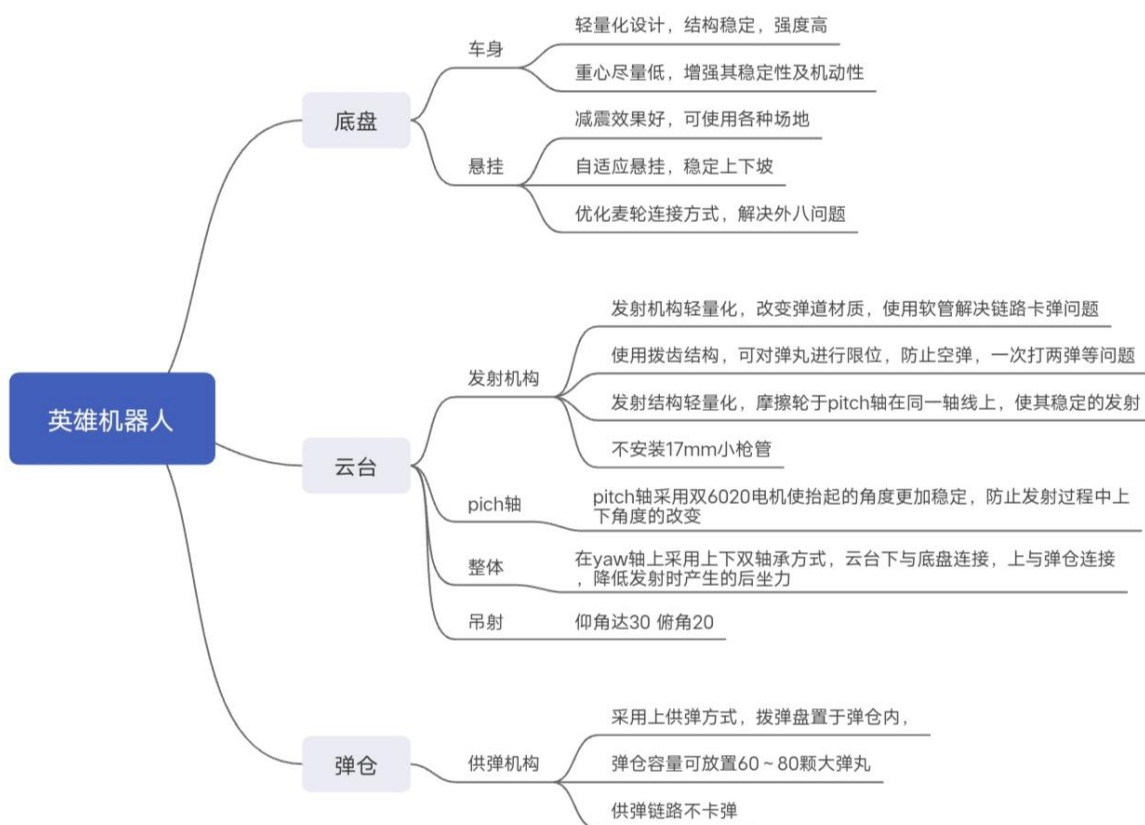 英雄机器人
底盘
车身
轻量化设计，结构稳定，强度高
重心尽量低，增强其稳定性及机动性
悬挂
减震效果好，可使用各种场地
自适应悬挂，稳定上下坡
优化麦轮连接方式，解决外八问题
云台
发射机构
发射机构轻量化，改变弹道材质，使用软管解决链路卡弹问题
使用拨齿结构，可对弹丸进行限位，防止空弹，一次打两弹等问题
发射结构轻量化，摩擦轮于pitch轴在同一轴线上，使其稳定的发射
不安装17mm小枪管
pich轴
pitch轴采用双6020电机使抬起的角度更加稳定，防止发射过程中上
下角度的改变
整体
在yaw轴上采用上下双轴承方式，云台下与底盘连接，上与弹仓连接
，降低发射时产生的后坐力
吊射
仰角达30 俯角20
弹仓
供弹机构
采用上供弹方式，拨弹盘置于弹仓内，
弹仓容量可放置60~80颗大弹丸
供弹链路不卡弹